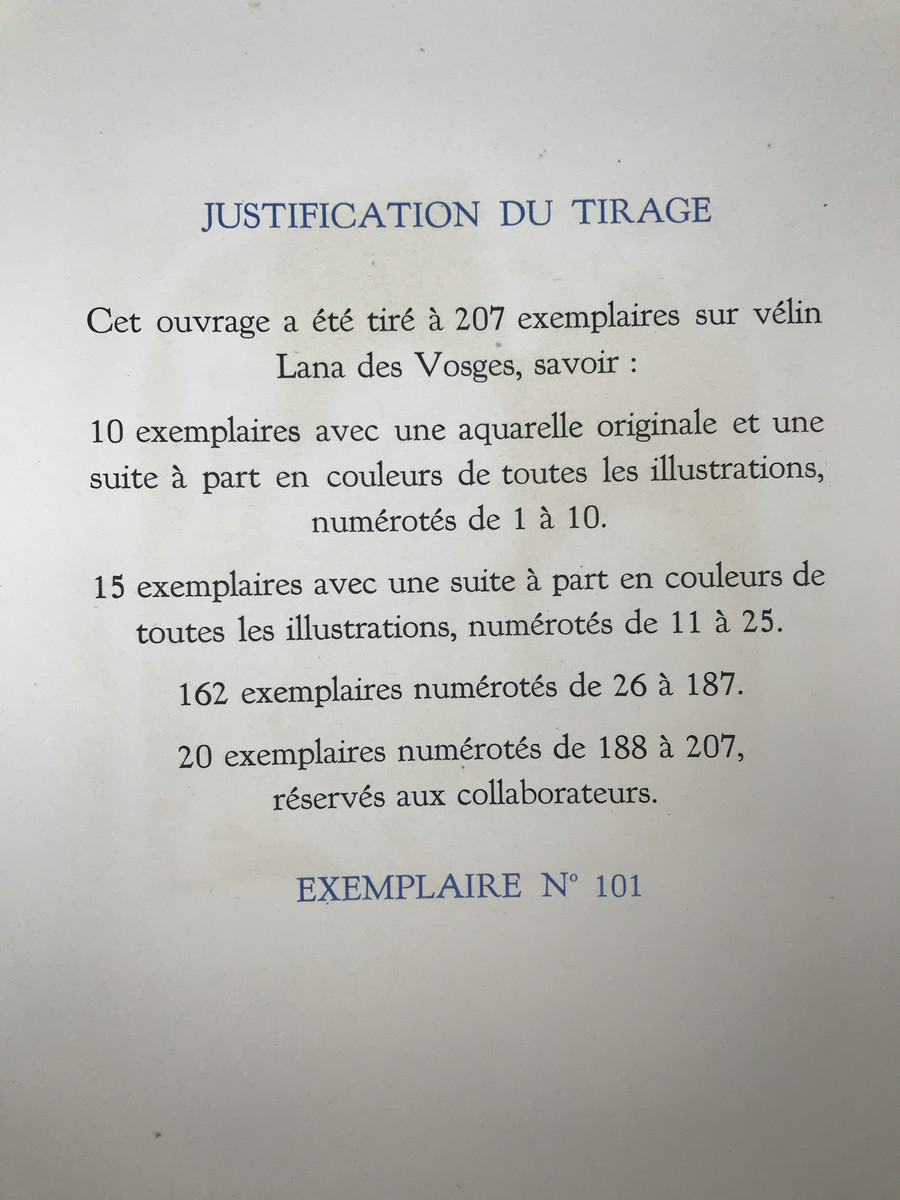 JUSTIFICATION DU TIRAGE
Cet ouvrage a été tiré à 207 exemplaires sur vélin
Lana des Vosges, savoir :
10 exemplaires avec une aquarelle originale et une
suite à part en couleurs de toutes les illustrations,
numérotés de 1 à 10.
15 exemplaires avec une suite à part en couleurs de
toutes les illustrations, numérotés de 11 à 25.
162 exemplaires numérotés de 26 à 187.
20 exemplaires numérotés de 188 à 207,
réservés aux collaborateurs.
EXEMPLAIRE N° 101